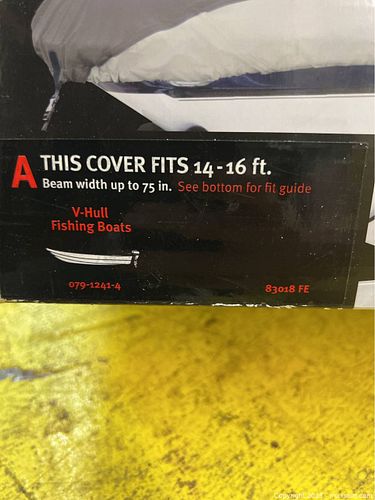 A THIS COVER FITS 14-16 ft.
Beam width up to 75 in. See bottom for fit guide
V-Hull
Fishing Boats
079-1241-4 83018 FE